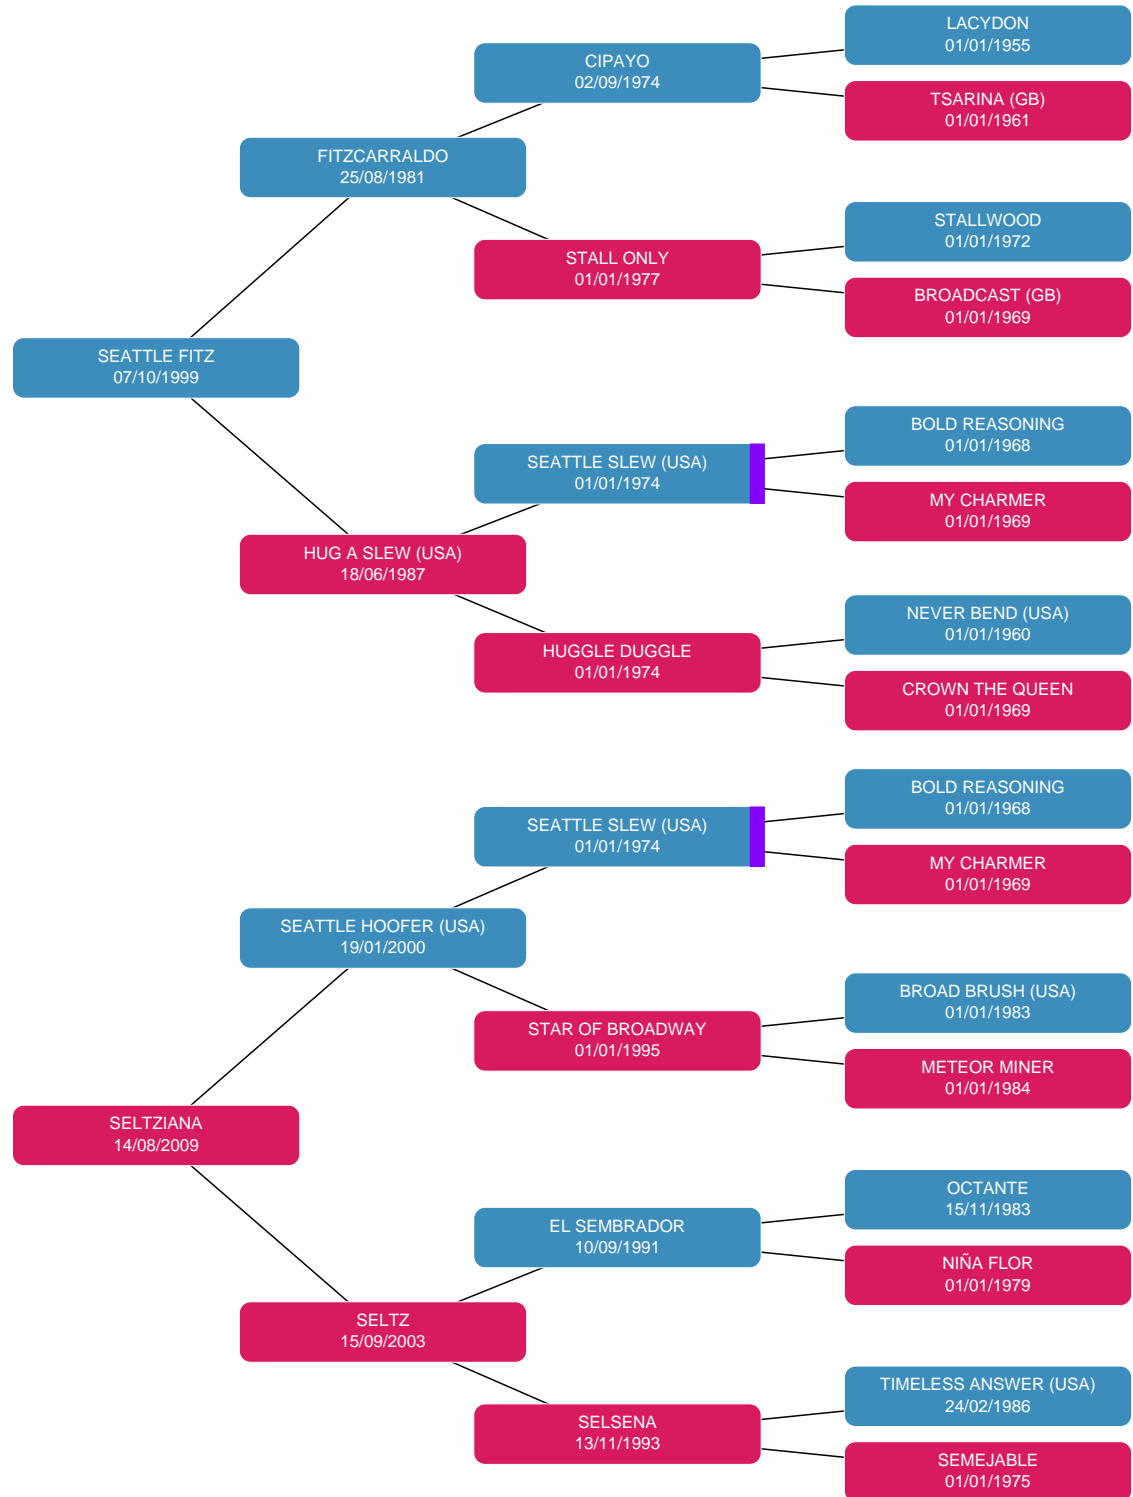 LACYDON
01/01/1955
CIPAYO
02/09/1974
TSARINA (GB)
01/01/1961
FITZCARRALDO
25/08/1981
STALLWOOD
01/01/1972
STALL ONLY
01/01/1977
BROADCAST (GB)
01/01/1969
SEATTLE FITZ
07/10/1999
BOLD REASONING
01/01/1968
SEATTLE SLEW (USA)
01/01/1974
MY CHARMER
01/01/1969
HUG A SLEW (USA)
18/06/1987
NEVER BEND (USA)
01/01/1960
HUGGLE DUGGLE
01/01/1974
CROWN THE QUEEN
01/01/1969
BOLD REASONING
01/01/1968
SEATTLE SLEW (USA)
01/01/1974
MY CHARMER
01/01/1969
SEATTLE HOOFER (USA)
19/01/2000
BROAD BRUSH (USA)
01/01/1983
STAR OF BROADWAY
01/01/1995
METEOR MINER
01/01/1984
SELTZIANA
14/08/2009
OCTANTE
15/11/1983
EL SEMBRADOR
10/09/1991
NIÑA FLOR
01/01/1979
SELTZ
15/09/2003
TIMELESS ANSWER (USA)
24/02/1986
SELSENA
13/11/1993
SEMEJABLE
01/01/1975